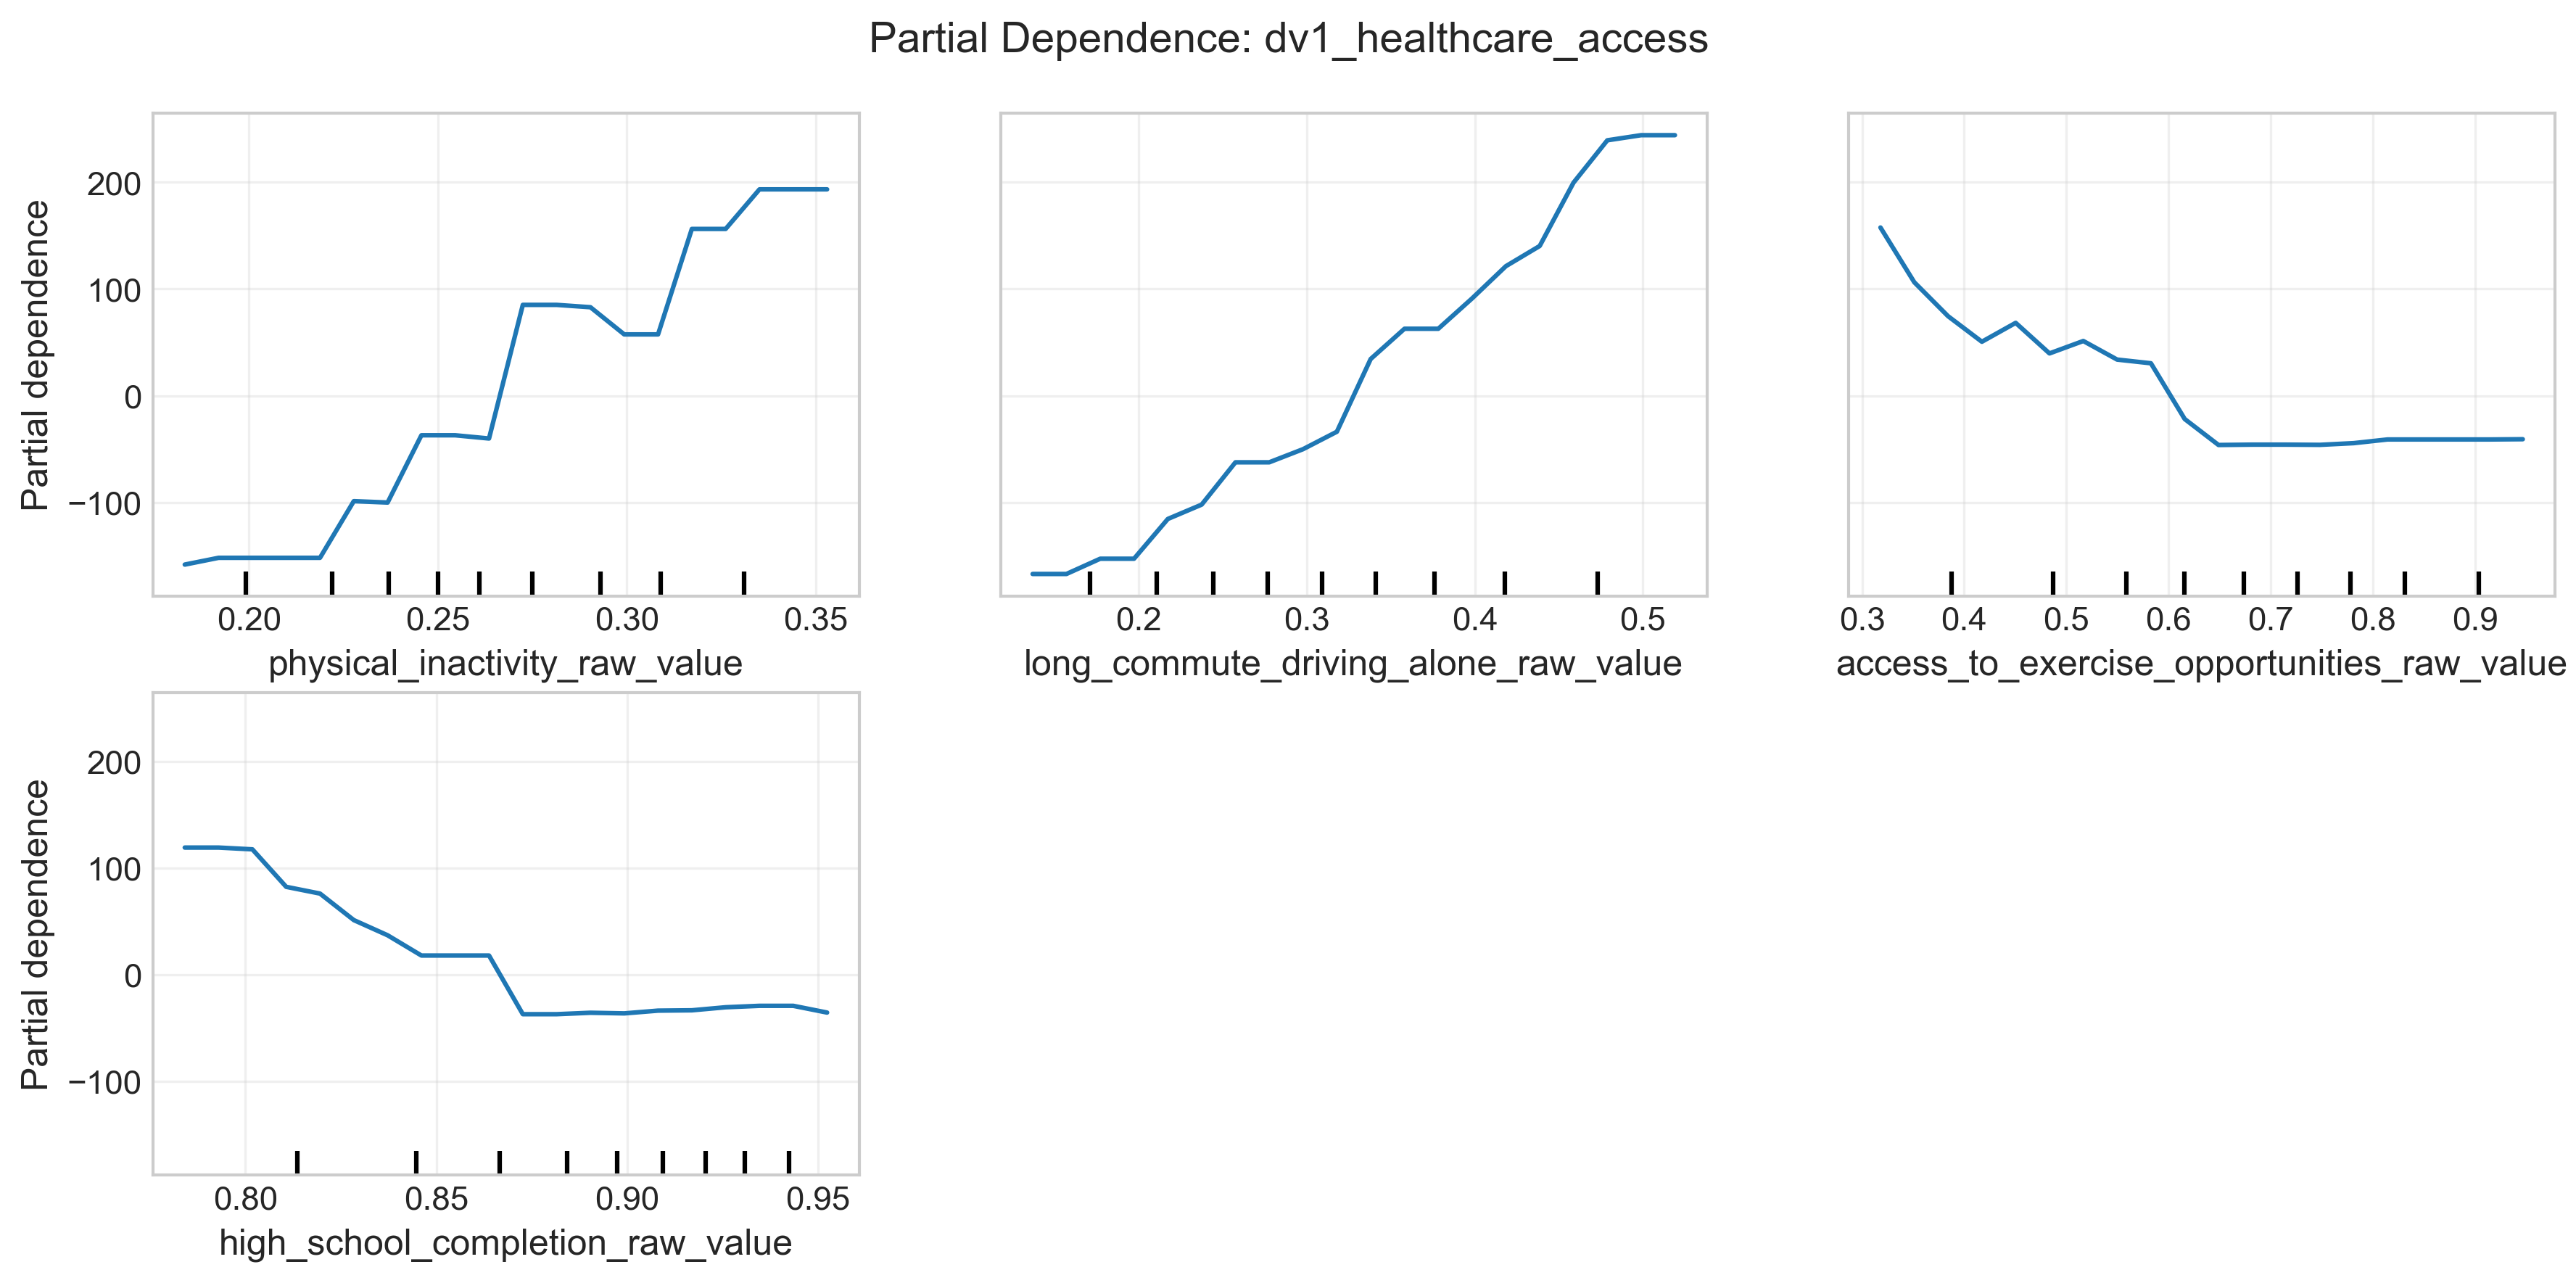 Partial Dependence: dv1_healthcare_access
Partial dependence
200
100
0
−100
0.20 0.25 0.30 0.35
physical_inactivity_raw_value
0.2 0.3 0.4 0.5
long_commute_driving_alone_raw_value
0.3 0.4 0.5 0.6 0.7 0.8 0.9
access_to_exercise_opportunities_raw_value
Partial dependence
200
100
0
−100
0.80 0.85 0.90 0.95
high_school_completion_raw_value